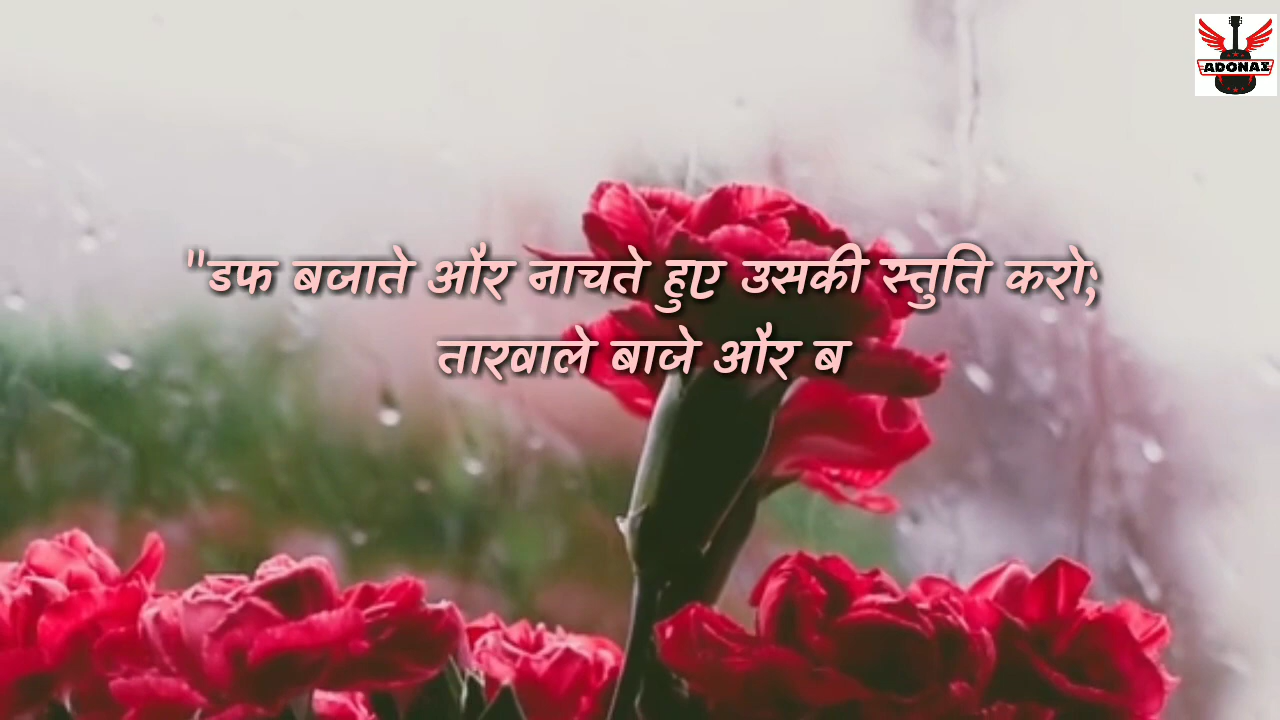 ADONAI
"डफ बजाते और नाचते हुए उसकी स्तुति करो;
तारवाले बाजे और ब